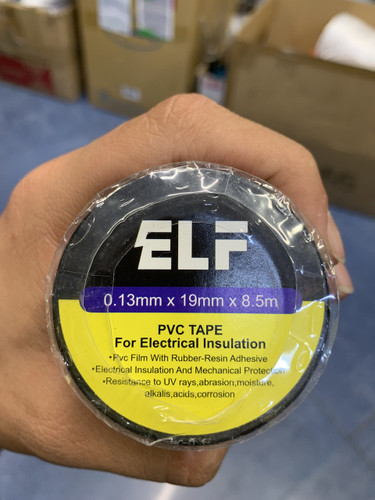 ELF
0.13mm x 19mm x 8.5m
PVC TAPE
For Electrical Insulation
•Pvc Film With Rubber-Resin Adhesive
•Electrical Insulation And Mechanical Protection
•Resistance to UV rays,abrasion,moisture,
alkalis,acids,corrosion